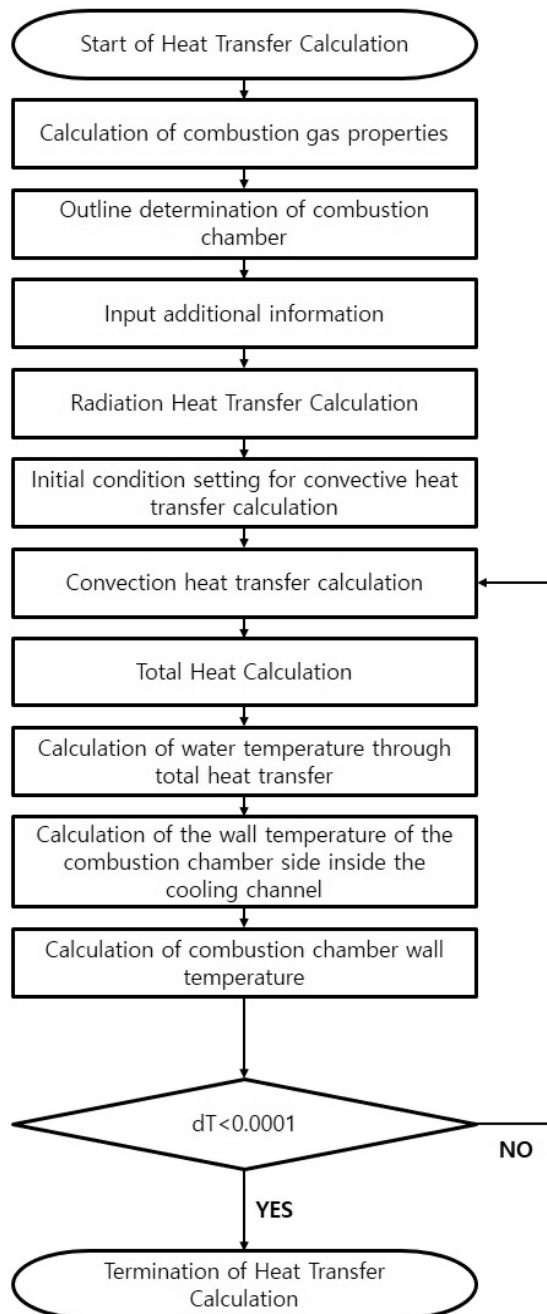 Start of Heat Transfer Calculation
Calculation of combustion gas properties
Outline determination of combustion
chamber
Input additional information
Radiation Heat Transfer Calculation
Initial condition setting for convective heat
transfer calculation
Convection heat transfer calculation
Total Heat Calculation
Calculation of water temperature through
total heat transfer
Calculation of the wall temperature of the
combustion chamber side inside the
cooling channel
Calculation of combustion chamber wall
temperature
dT<0.0001
NO
YES
Termination of Heat Transfer
Calculation